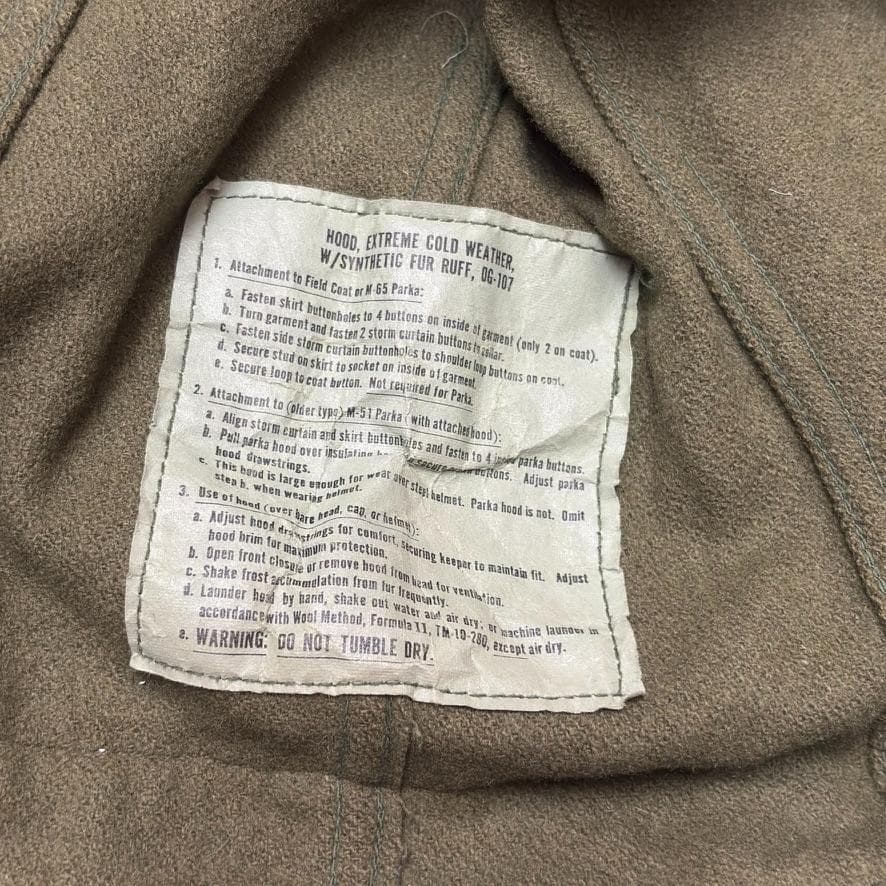 HOOD, EXTREME COLD WEATHER,
W/SYNTHETIC FUR RUFF, OG-107
1. Attachment to Field Coat or M-65 Parka:
a. Fasten skirt buttonholes to 4 buttons on inside of garment (only 2 on coat).
b. Turn garment and fasten 2 storm curtain buttons to collar.
c. Fasten side storm curtain buttonholes to shoulder loop buttons on coat.
d. Secure stud on skirt to socket on inside of garment.
e. Secure loop to coat button. Not required for Parka.
2. Attachment to (older type) M-51 Parka (with attached hood):
a. Align storm curtain and skirt buttonholes and fasten to 4 parka buttons.
b. Pull parka hood over insulating secure buttons. Adjust parka
hood drawstrings.
c. This hood is large enough for wear over steel helmet. Parka hood is not. Omit
step b. when wearing helmet.
3. Use of hood (over bare head, cap, or helmet):
a. Adjust hood drawstrings for comfort, securing keeper to maintain fit. Adjust
hood brim for maximum protection.
b. Open front closure or remove hood from head for ventilation.
c. Shake frost accummulation from fur frequently.
d. Launder head by hand, shake out water and air dry; or machine launder in
accordance with Wool Method, Formula II, TM-10-280, except air dry.
e. WARNING: DO NOT TUMBLE DRY.